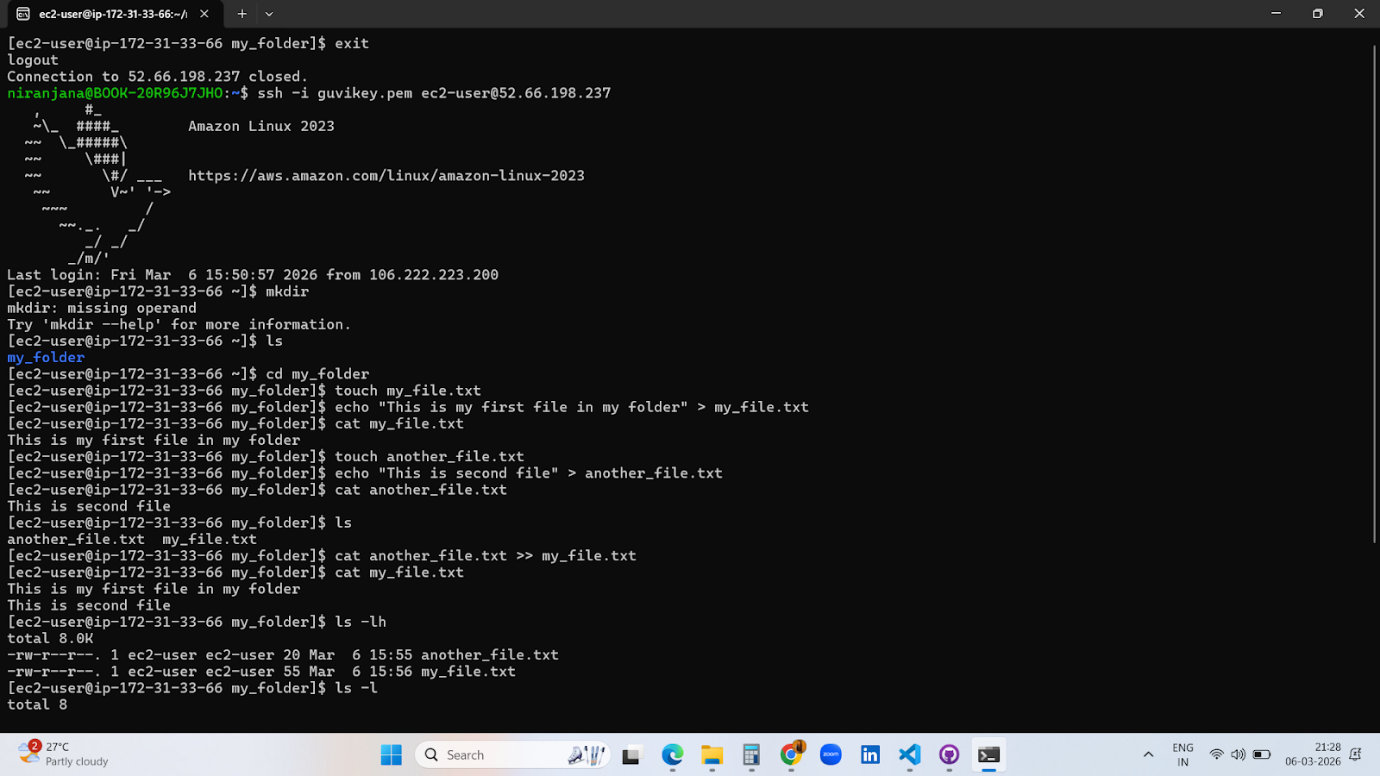 ec2-user@ip-172-31-33-66:~/
[ec2-user@ip-172-31-33-66 my_folder]$ exit
logout
Connection to 52.66.198.237 closed.
niranjana@BOOK-20R96J7JHO:~$ ssh -i guvikey.pem ec2-user@52.66.198.237
   ,     #_
   ~\_  ####_        Amazon Linux 2023
  ~~  \_#####\
  ~~     \###|
  ~~       \#/ ___   https://aws.amazon.com/linux/amazon-linux-2023
   ~~       V~' '->
    ~~~         /
      ~~._.   _/
         _/ _/
       _/m/'
Last login: Fri Mar  6 15:50:57 2026 from 106.222.223.200
[ec2-user@ip-172-31-33-66 ~]$ mkdir
mkdir: missing operand
Try 'mkdir --help' for more information.
[ec2-user@ip-172-31-33-66 ~]$ ls
my_folder
[ec2-user@ip-172-31-33-66 ~]$ cd my_folder
[ec2-user@ip-172-31-33-66 my_folder]$ touch my_file.txt
[ec2-user@ip-172-31-33-66 my_folder]$ echo "This is my first file in my folder" > my_file.txt
[ec2-user@ip-172-31-33-66 my_folder]$ cat my_file.txt
This is my first file in my folder
[ec2-user@ip-172-31-33-66 my_folder]$ touch another_file.txt
[ec2-user@ip-172-31-33-66 my_folder]$ echo "This is second file" > another_file.txt
[ec2-user@ip-172-31-33-66 my_folder]$ cat another_file.txt
This is second file
[ec2-user@ip-172-31-33-66 my_folder]$ ls
another_file.txt  my_file.txt
[ec2-user@ip-172-31-33-66 my_folder]$ cat another_file.txt >> my_file.txt
[ec2-user@ip-172-31-33-66 my_folder]$ cat my_file.txt
This is my first file in my folder
This is second file
[ec2-user@ip-172-31-33-66 my_folder]$ ls -lh
total 8.0K
-rw-r--r--. 1 ec2-user ec2-user 20 Mar  6 15:55 another_file.txt
-rw-r--r--. 1 ec2-user ec2-user 55 Mar  6 15:56 my_file.txt
[ec2-user@ip-172-31-33-66 my_folder]$ ls -l
total 8
2
27°C
Partly cloudy
Search
zoom
ENG
IN
21:28
06-03-2026